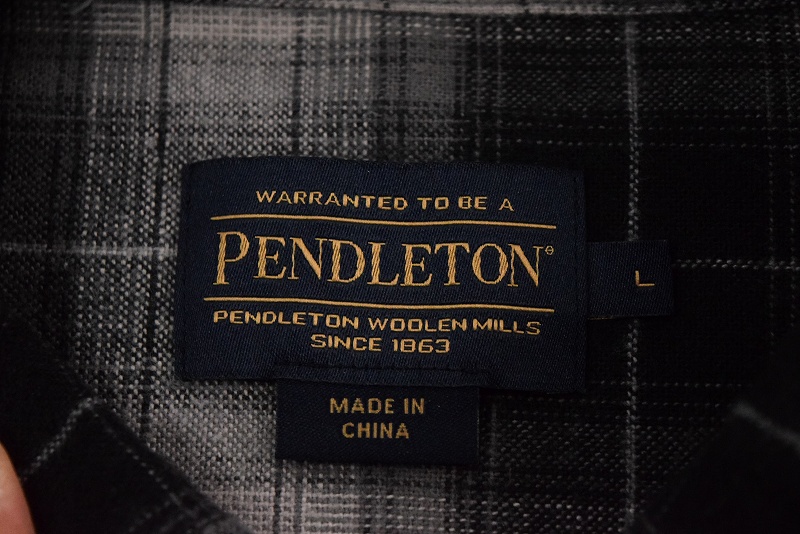 WARRANTED TO BE A
PENDLETON®
L
PENDLETON WOOLEN MILLS
SINCE 1863
MADE IN
CHINA